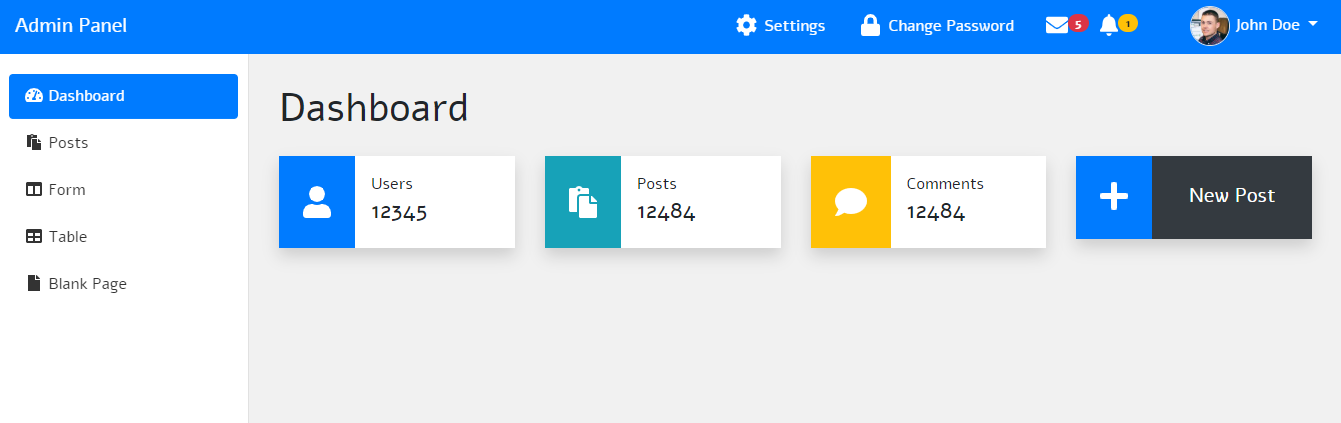 Admin Panel
Settings
Change Password
5
1
John Doe
Dashboard
Posts
Form
Table
Blank Page
Dashboard
Users
12345
Posts
12484
Comments
12484
New Post